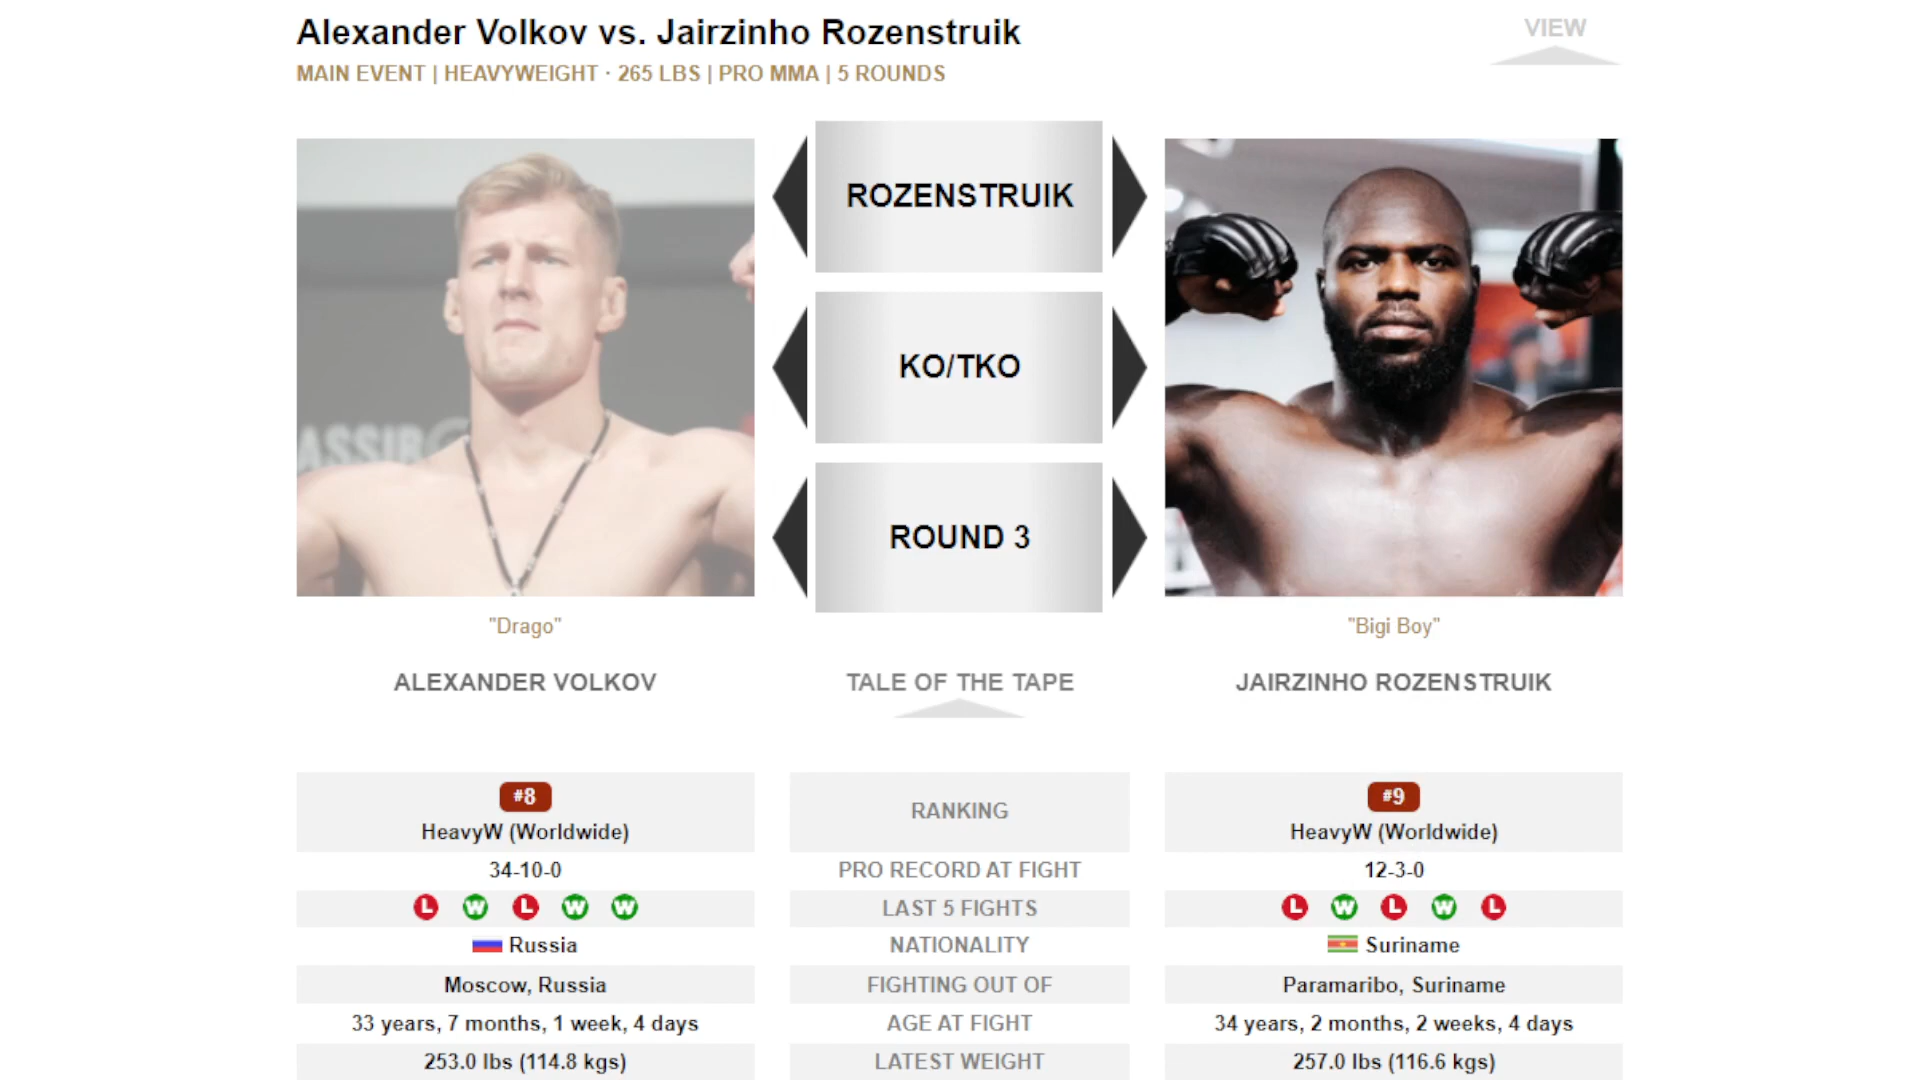 Alexander Volkov vs. Jairzinho Rozenstruik
VIEW
MAIN EVENT | HEAVYWEIGHT · 265 LBS | PRO MMA | 5 ROUNDS
ROZENSTRUIK
KO/TKO
ASSIB
ROUND 3
"Drago"
"Bigi Boy"
ALEXANDER VOLKOV
TALE OF THE TAPE
JAIRZINHO ROZENSTRUIK
#8
HeavyW (Worldwide)
RANKING
#9
HeavyW (Worldwide)
34-10-0
PRO RECORD AT FIGHT
12-3-0
L W L W W
LAST 5 FIGHTS
L W L W L
Russia
NATIONALITY
Suriname
Moscow, Russia
FIGHTING OUT OF
Paramaribo, Suriname
33 years, 7 months, 1 week, 4 days
AGE AT FIGHT
34 years, 2 months, 2 weeks, 4 days
253.0 lbs (114.8 kgs)
LATEST WEIGHT
257.0 lbs (116.6 kgs)